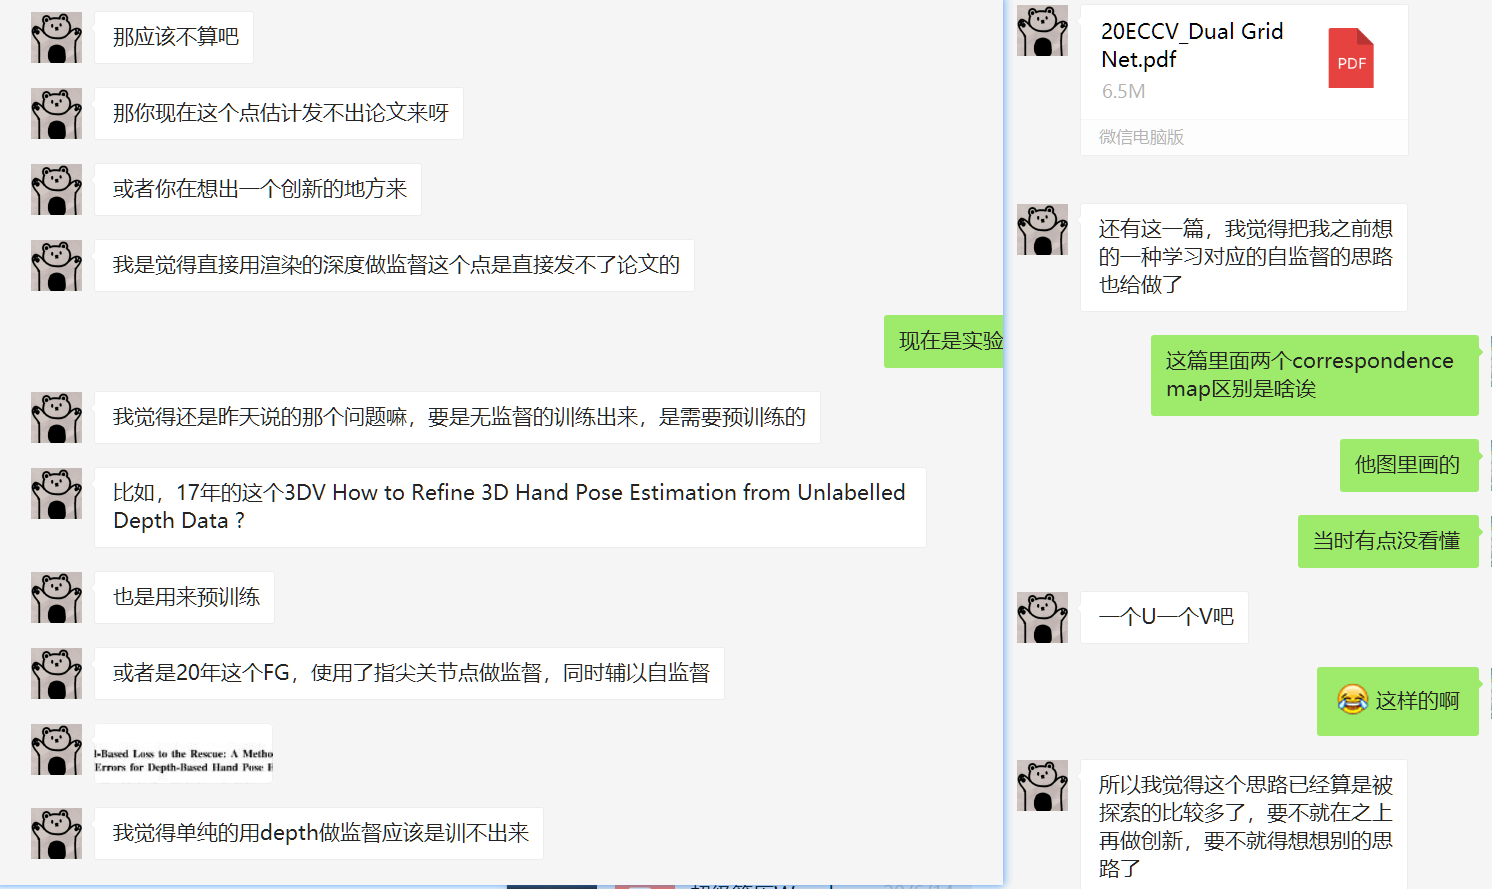 那应该不算吧
那你现在这个点估计发不出论文来呀
或者你在想出一个创新的地方来
我是觉得直接用渲染的深度做监督这个点是直接发不了论文的
现在是实验
我觉得还是昨天说的那个问题嘛，要是无监督的训练出来，是需要预训练的
比如，17年的这个3DV How to Refine 3D Hand Pose Estimation from Unlabelled
Depth Data ?
也是用来预训练
或者是20年这个FG，使用了指尖关节点做监督，同时辅以自监督
l-Based Loss to the Rescue: A Metho
Errors for Depth-Based Hand Pose E
我觉得单纯的用depth做监督应该是训不出来
20ECCV_Dual Grid
Net.pdf
PDF
6.5M
微信电脑版
还有这一篇，我觉得把我之前想
的一种学习对应的自监督的思路
也给做了
这篇里面两个correspondence
map区别是啥诶
他图里画的
当时有点没看懂
一个U一个V吧
😂 这样的啊
所以我觉得这个思路已经算是被
探索的比较多了，要不就在之上
再做创新，要不就得想想别的思
路了